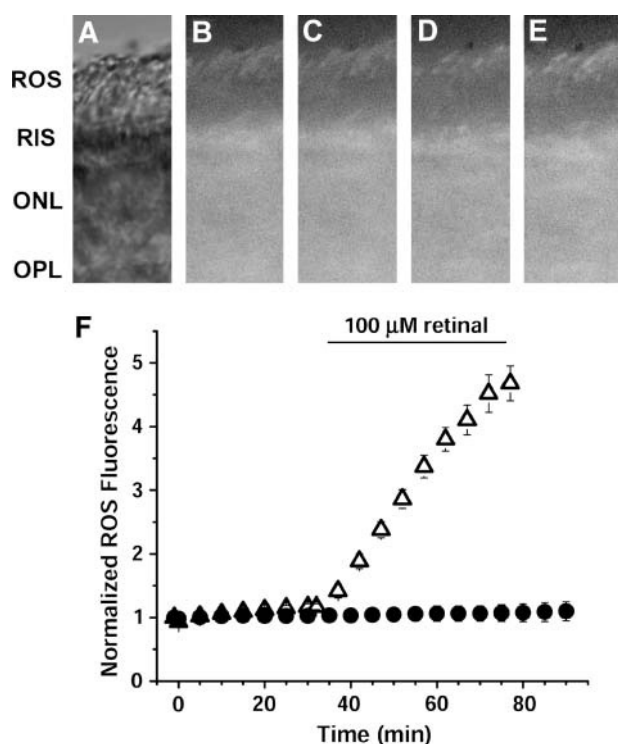 A B C D E
ROS
RIS
ONL
OPL
F
100 μM retinal
Normalized ROS Fluorescence
5
4
3
2
1
0
0 20 40 60 80
Time (min)